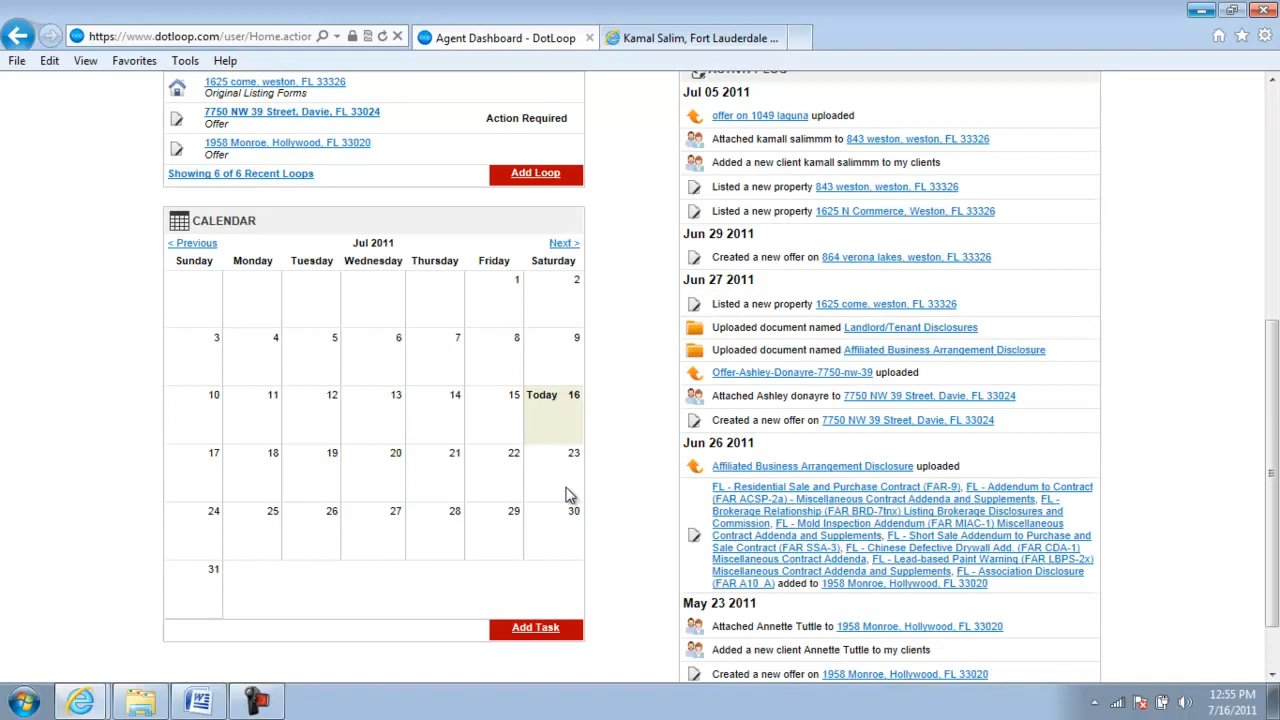 https://www.dotloop.com/user/Home.action
Agent Dashboard - DotLoop
Kamal Salim, Fort Lauderdale ...
File Edit View Favorites Tools Help
1625 come. weston, FL 33326
Original Listing Forms
7750 NW 39 Street, Davie, FL 33024
Offer
Action Required
1958 Monroe, Hollywood, FL 33020
Offer
Showing 6 of 6 Recent Loops
Add Loop
CALENDAR
< Previous Jul 2011 Next >
Sunday Monday Tuesday Wednesday Thursday Friday Saturday
1 2
3 4 5 6 7 8 9
10 11 12 13 14 15 Today 16
17 18 19 20 21 22 23
24 25 26 27 28 29 30
31
Add Task
ACTIVITY LOG
Jul 05 2011
offer on 1049 laguna uploaded
Attached kamall salimmm to 843 weston, weston, FL 33326
Added a new client kamall salimmm to my clients
Listed a new property 843 weston, weston, FL 33326
Listed a new property 1625 N Commerce, Weston, FL 33326
Jun 29 2011
Created a new offer on 864 verona lakes, weston, FL 33326
Jun 27 2011
Listed a new property 1625 come. weston, FL 33326
Uploaded document named Landlord/Tenant Disclosures
Uploaded document named Affiliated Business Arrangement Disclosure
Offer-Ashley-Donayre-7750-nw-39 uploaded
Attached Ashley donayre to 7750 NW 39 Street, Davie, FL 33024
Created a new offer on 7750 NW 39 Street, Davie, FL 33024
Jun 26 2011
Affiliated Business Arrangement Disclosure uploaded
FL - Residential Sale and Purchase Contract (FAR-9), FL - Addendum to Contract
(FAR ACSP-2a) - Miscellaneous Contract Addenda and Supplements, FL -
Brokerage Relationship (FAR BRD-7tnx) Listing Brokerage Disclosures and
Commission, FL - Mold Inspection Addendum (FAR MIAC-1) Miscellaneous
Contract Addenda and Supplements, FL - Short Sale Addendum to Purchase and
Sale Contract (FAR SSA-3), FL - Chinese Defective Drywall Add. (FAR CDA-1)
Miscellaneous Contract Addenda, FL - Lead-based Paint Warning (FAR LBPS-2x)
Miscellaneous Contract Addenda and Supplements, FL - Association Disclosure
(FAR A10_A) added to 1958 Monroe, Hollywood, FL 33020
May 23 2011
Attached Annette Tuttle to 1958 Monroe, Hollywood, FL 33020
Added a new client Annette Tuttle to my clients
Created a new offer on 1958 Monroe, Hollywood, FL 33020
12:55 PM
7/16/2011